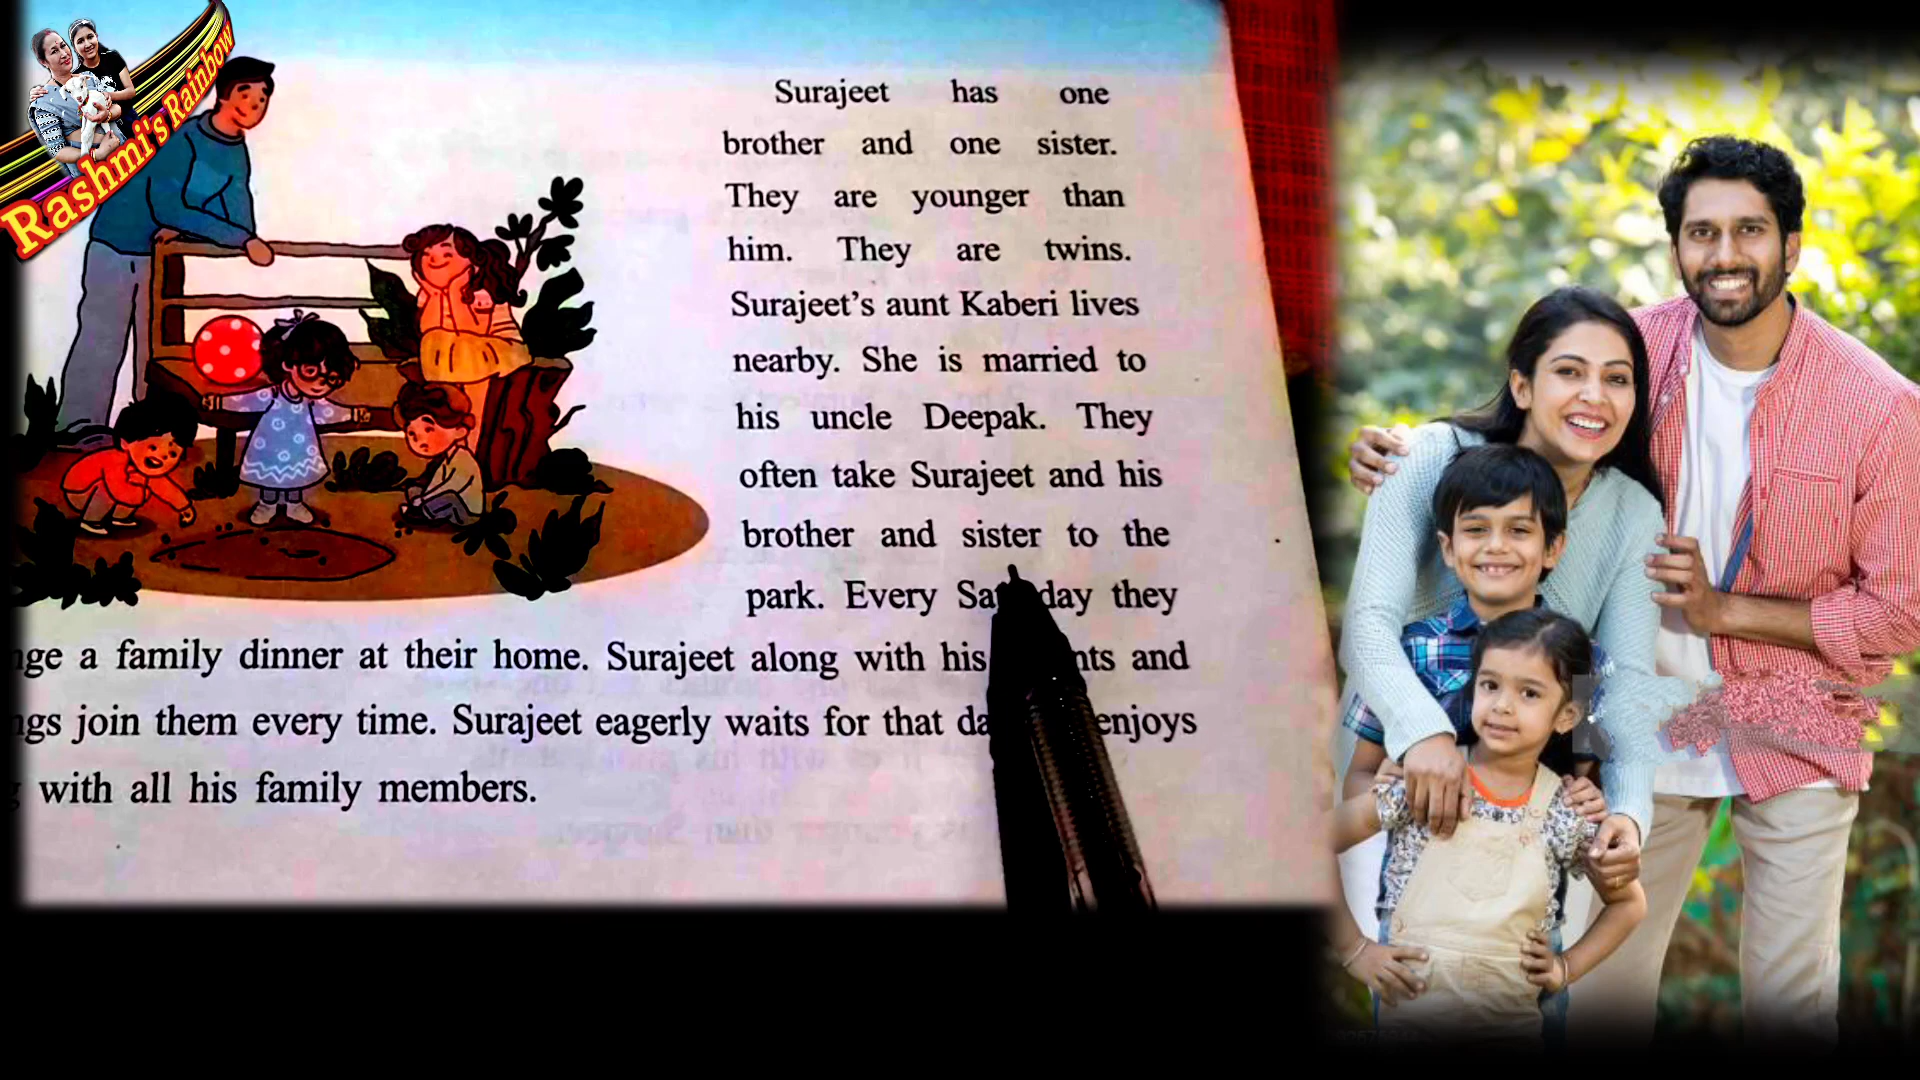 Rashmi's Rainbow
Surajeet has one
brother and one sister.
They are younger than
him. They are twins.
Surajeet's aunt Kaberi lives
nearby. She is married to
his uncle Deepak. They
often take Surajeet and his
brother and sister to the
park. Every they
a family dinner at their home. Surajeet along with his and
join them every time. Surajeet eagerly waits for that enjoys
with all his family members.